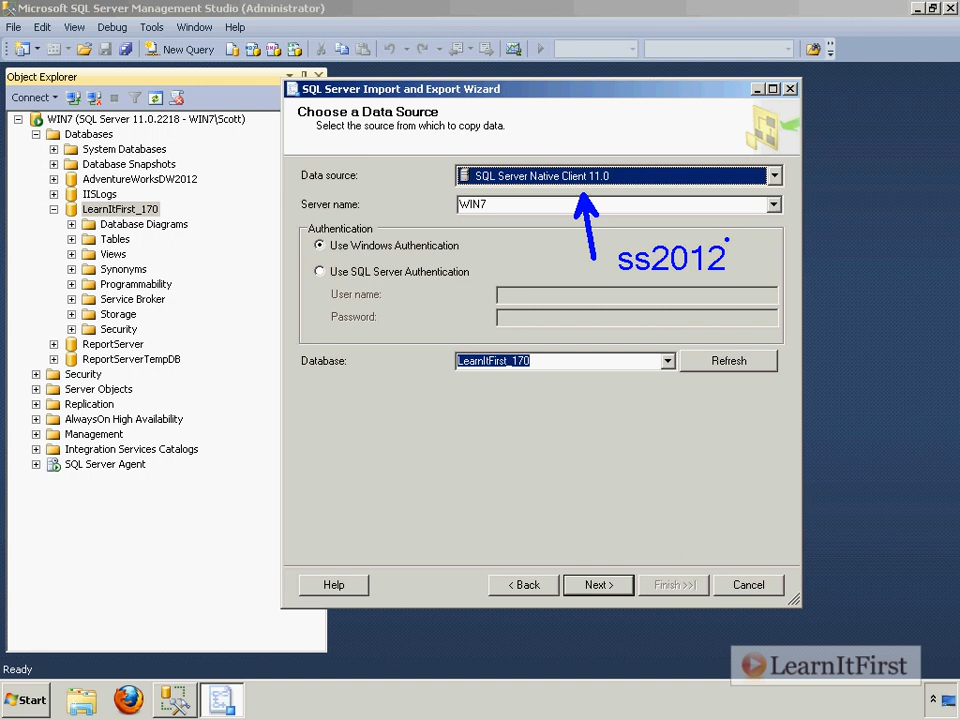 Microsoft SQL Server Management Studio (Administrator)
File Edit View Debug Tools Window Help
New Query
Object Explorer
Connect
WIN7 (SQL Server 11.0.2218 - WIN7\Scott)
Databases
System Databases
Database Snapshots
AdventureWorksDW2012
IISLogs
LearnItFirst_170
Database Diagrams
Tables
Views
Synonyms
Programmability
Service Broker
Storage
Security
ReportServer
ReportServerTempDB
Security
Server Objects
Replication
AlwaysOn High Availability
Management
Integration Services Catalogs
SQL Server Agent
SQL Server Import and Export Wizard
Choose a Data Source
Select the source from which to copy data.
Data source: SQL Server Native Client 11.0
Server name: WIN7
Authentication
Use Windows Authentication
ss2012
Use SQL Server Authentication
User name:
Password:
Database: LearnItFirst_170 Refresh
Help < Back Next > Finish >>| Cancel
Ready
LearnItFirst
Start